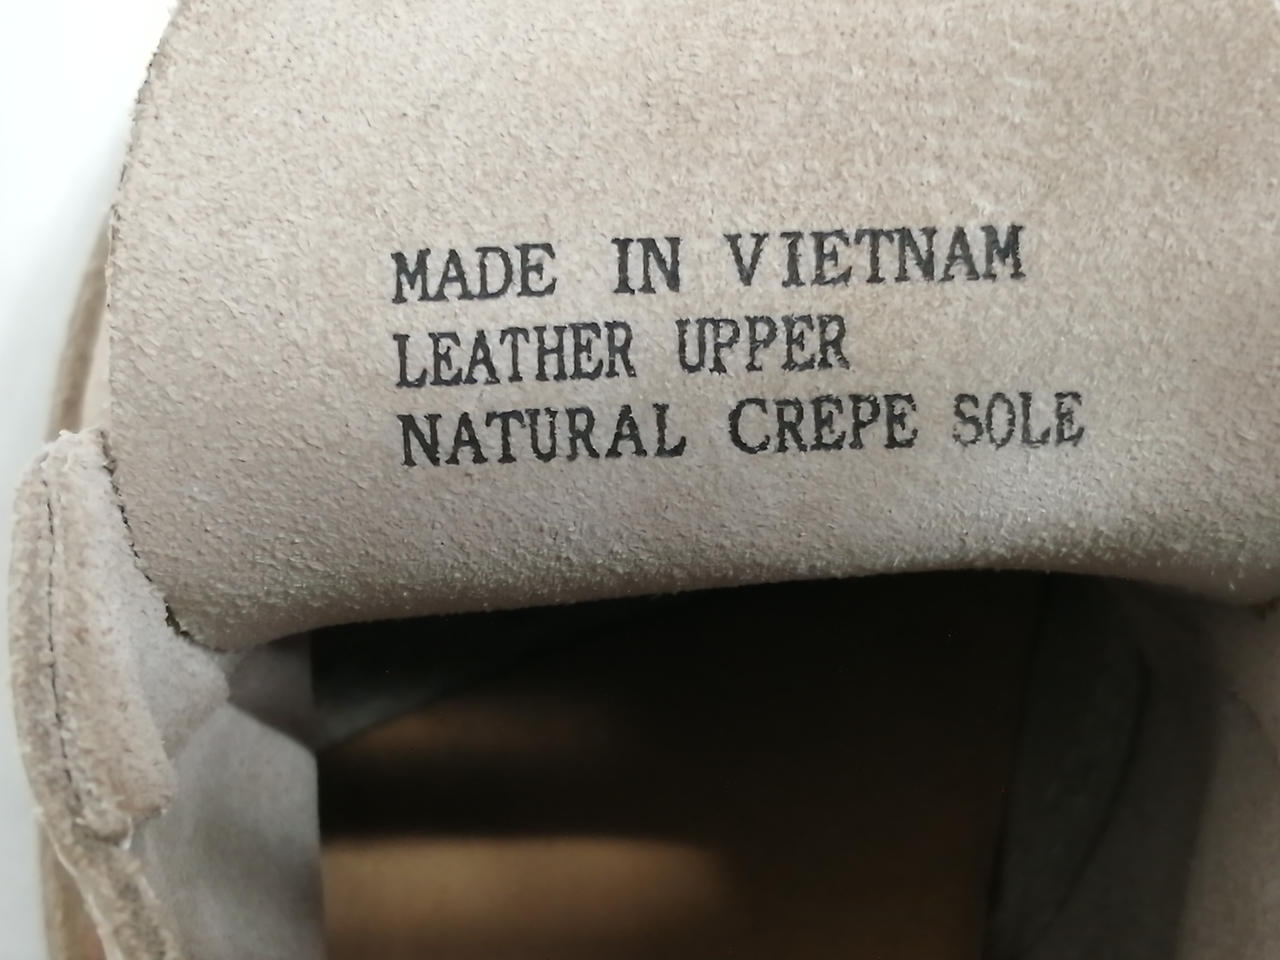 MADE IN VIETNAM
LEATHER UPPER
NATURAL CREPE SOLE